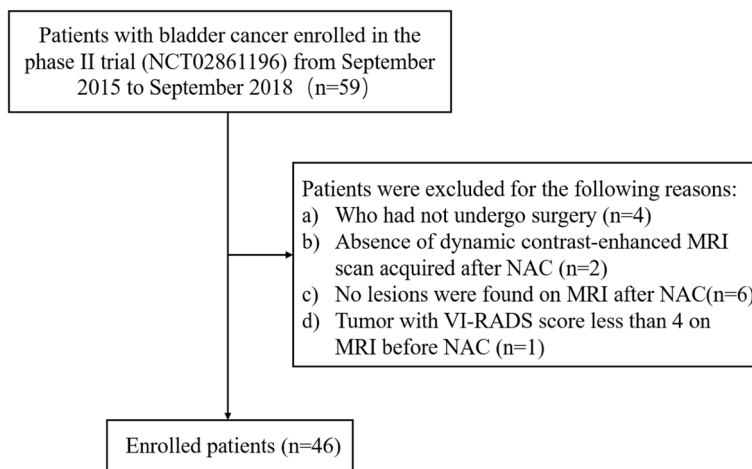 Patients with bladder cancer enrolled in the
phase II trial (NCT02861196) from September
2015 to September 2018 (n=59)
Patients were excluded for the following reasons:
a) Who had not undergo surgery (n=4)
b) Absence of dynamic contrast-enhanced MRI
scan acquired after NAC (n=2)
c) No lesions were found on MRI after NAC(n=6)
d) Tumor with VI-RADS score less than 4 on
MRI before NAC (n=1)
Enrolled patients (n=46)